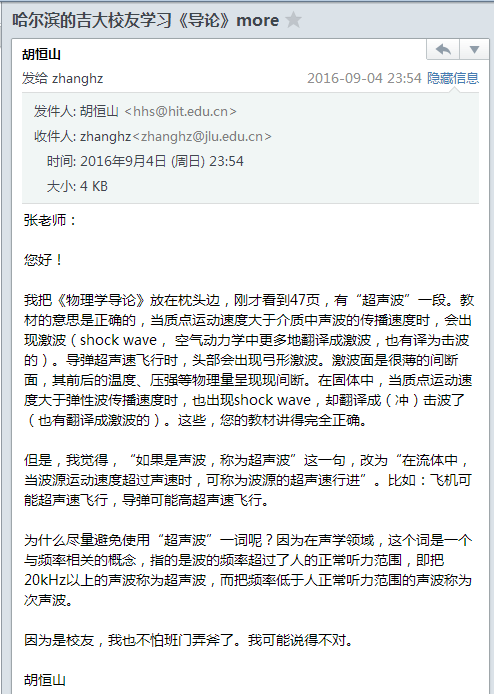 哈尔滨的吉大校友学习《导论》more
胡恒山
发给 zhanghz
2016-09-04 23:54 隐藏信息
发件人: 胡恒山 <hhs@hit.edu.cn>
收件人: zhanghz<zhanghz@jlu.edu.cn>
时间: 2016年9月4日 (周日) 23:54
大小: 4 KB
张老师：
您好！
我把《物理学导论》放在枕头边，刚才看到47页，有“超声波”一段。教
材的意思是正确的，当质点运动速度大于介质中声波的传播速度时，会出
现激波（shock wave， 空气动力学中更多地翻译成激波，也有译为击波
的）。导弹超声速飞行时，头部会出现弓形激波。激波面是很薄的间断
面，其前后的温度、压强等物理量呈现现间断。在固体中，当质点运动速
度大于弹性波传播速度时，也出现shock wave，却翻译成（冲）击波了
（也有翻译成激波的）。这些，您的教材讲得完全正确。
但是，我觉得，“如果是声波，称为超声波”这一句，改为“在流体中，
当波源运动速度超过声速时，可称为波源的超声速行进”。比如：飞机可
能超声速飞行，导弹可能高超声速飞行。
为什么尽量避免使用“超声波”一词呢？因为在声学领域，这个词是一个
与频率相关的概念，指的是波的频率超过了人的正常听力范围，即把
20kHz以上的声波称为超声波，而把频率低于人正常听力范围的声波称为
次声波。
因为是校友，我也不怕班门弄斧了。我可能说得不对。
胡恒山